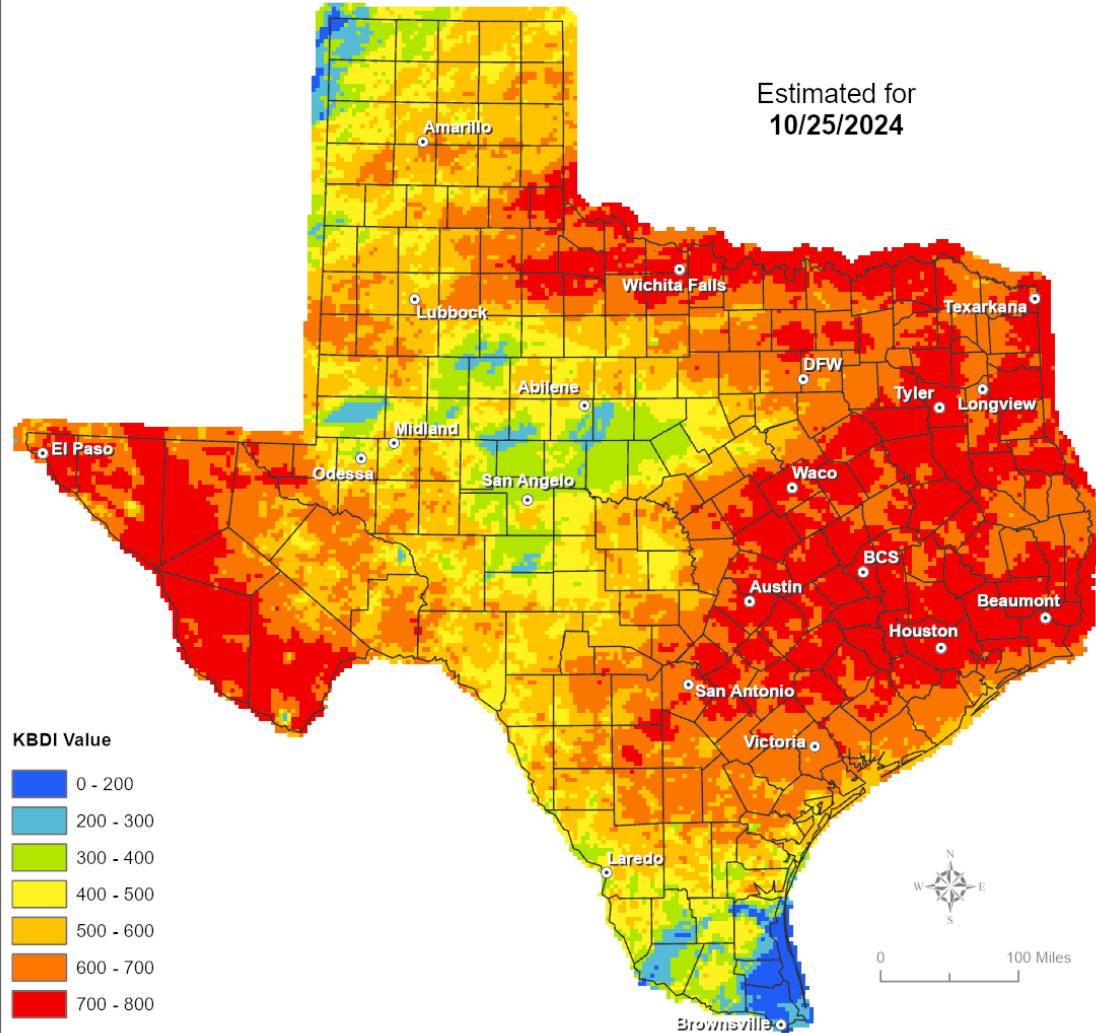 Estimated for
10/25/2024
Amarillo
Wichita Falls
Lubbock
Texarkana
DFW
Abilene
Tyler
Longview
Midland
El Paso
Odessa
San Angelo
Waco
BCS
Austin
Beaumont
Houston
San Antonio
Victoria
KBDI Value
0 - 200
200 - 300
300 - 400
400 - 500
500 - 600
600 - 700
700 - 800
Laredo
N
W E
S
0 100 Miles
Brownsville